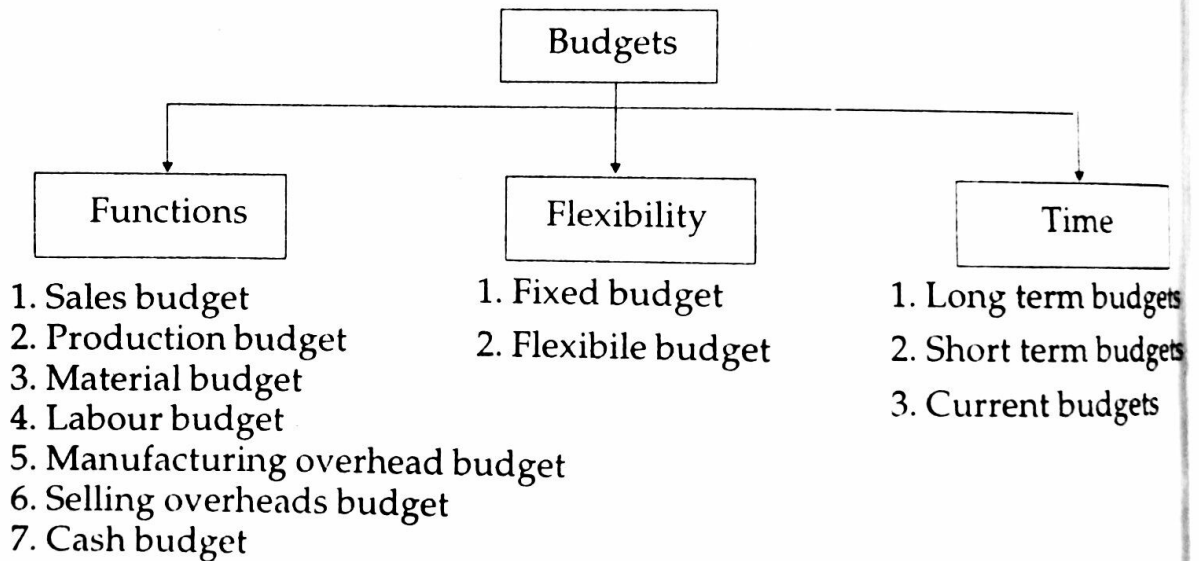 Budgets
Functions
1. Sales budget
2. Production budget
3. Material budget
4. Labour budget
5. Manufacturing overhead budget
6. Selling overheads budget
7. Cash budget
Flexibility
1. Fixed budget
2. Flexibile budget
Time
1. Long term budgets
2. Short term budgets
3. Current budgets